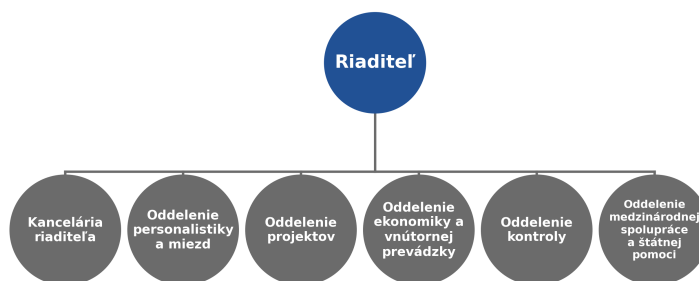 Riaditeľ
Kancelária
riaditeľa
Oddelenie
personalistiky
a miezd
Oddelenie
projektov
Oddelenie
ekonomiky a
vnútornej
prevádzky
Oddelenie
kontroly
Oddelenie
medzinárodnej
spolupráce
a štátnej
pomoci